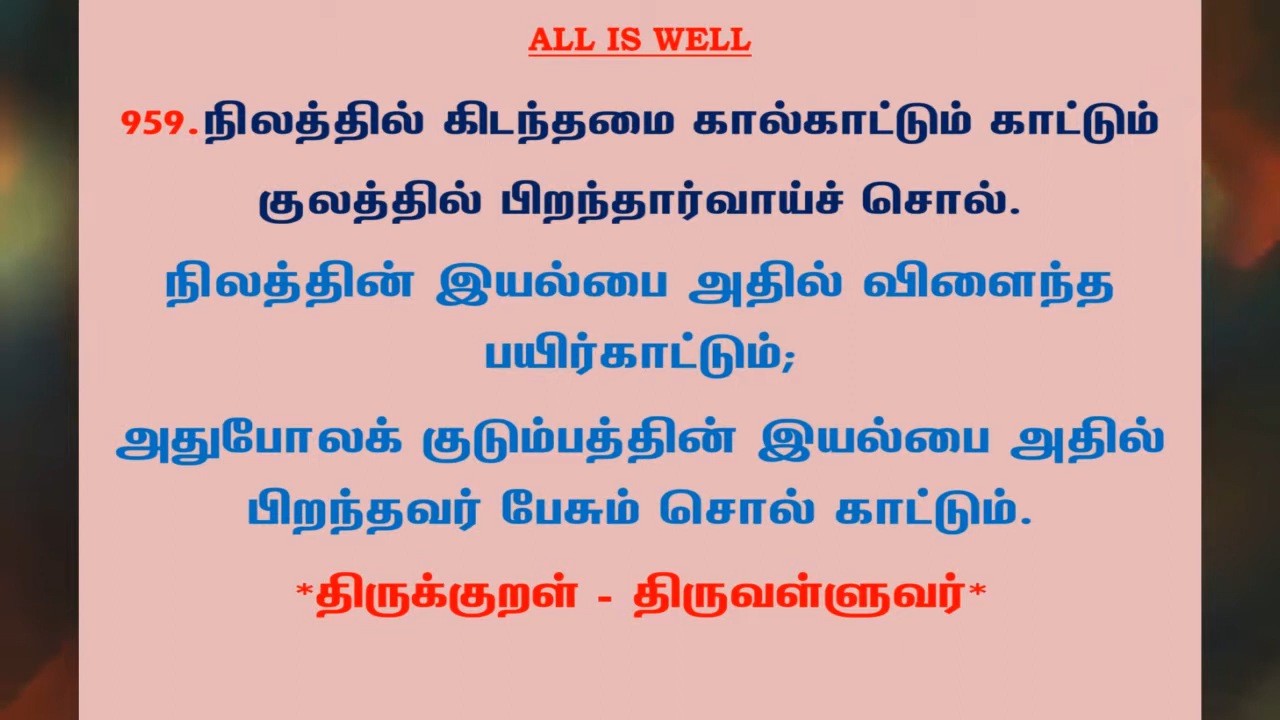 ALL IS WELL
959.நிலத்தில் கிடந்தமை கால்காட்டும் காட்டும்
குலத்தில் பிறந்தார்வாய்ச் சொல்.
நிலத்தின் இயல்பை அதில் விளைந்த
பயிர்காட்டும்;
அதுபோலக் குடும்பத்தின் இயல்பை அதில்
பிறந்தவர் பேசும் சொல் காட்டும்.
*திருக்குறள் - திருவள்ளுவர்*